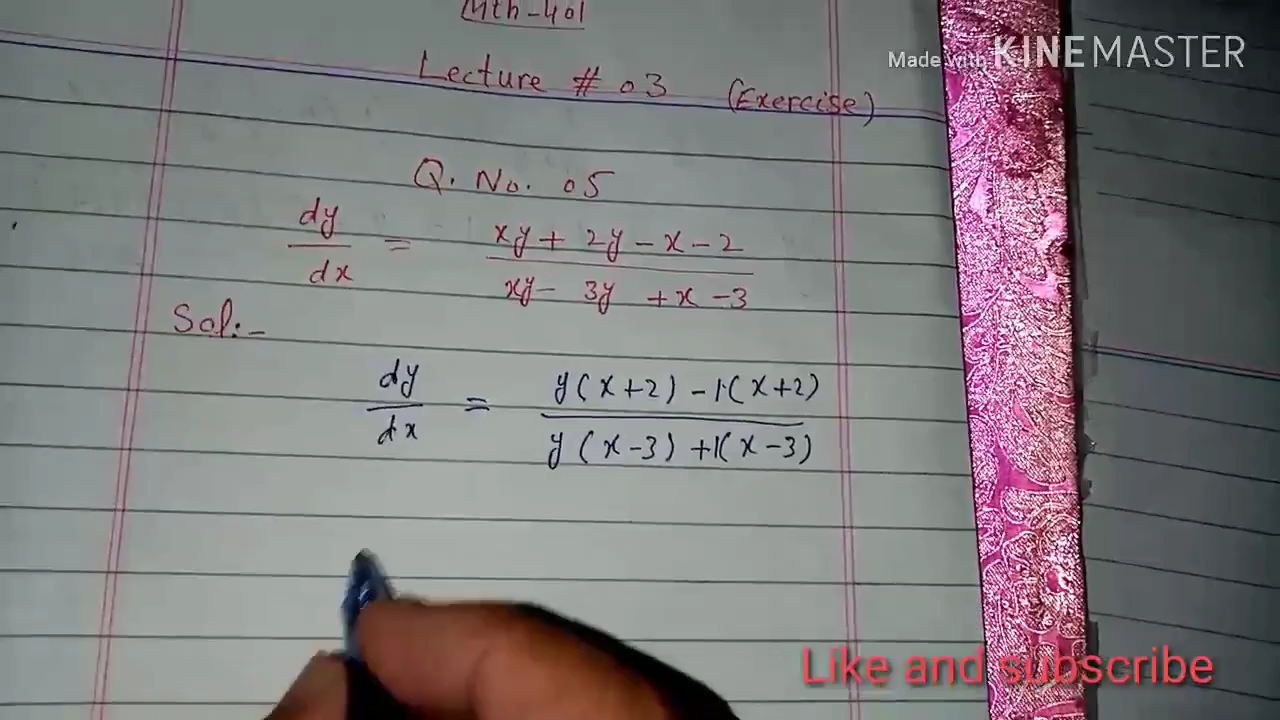 Mth-401
Made with KINEMASTER
Lecture # 03 (Exercise)
Q. No. 05
dy/dx = xy + 2y - x - 2 / xy - 3y + x - 3
Sol:-
dy/dx = y(x+2) - 1(x+2) / y(x-3) + 1(x-3)
Like and subscribe